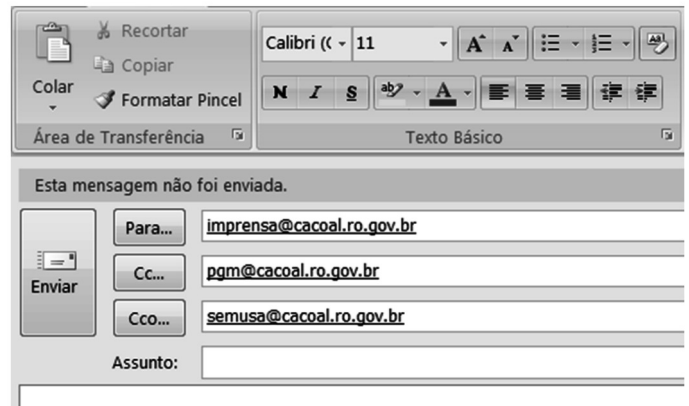 Recortar
Copiar
Colar
Formatar Pincel
Área de Transferência
Calibri (( 11 A A
N I S ab A
Texto Básico
Esta mensagem não foi enviada.
Enviar
Para... imprensa@cacoal.ro.gov.br
Cc... pgm@cacoal.ro.gov.br
Cco... semusa@cacoal.ro.gov.br
Assunto: